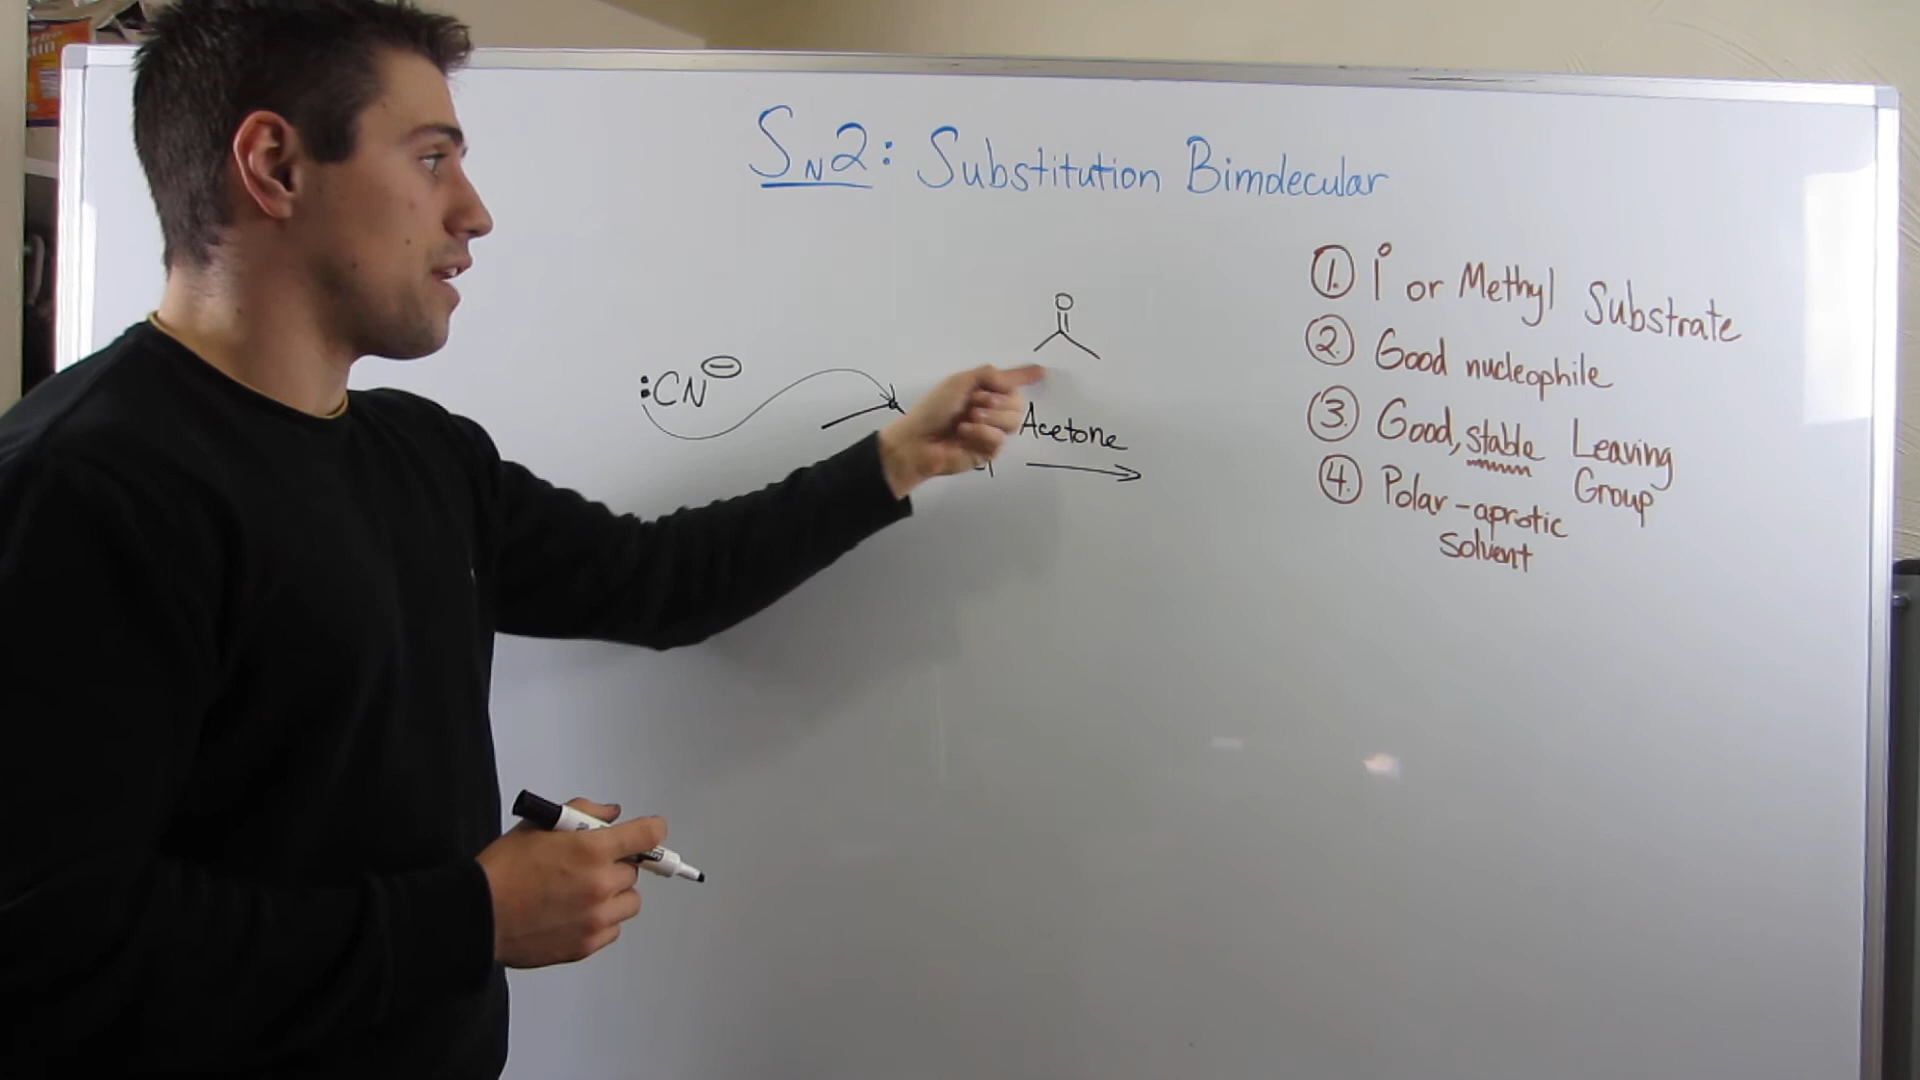 SN2: Substitution Bimolecular
① 1° or Methyl Substrate
② Good nucleophile
③ Good, stable Leaving
Group
④ Polar-aprotic
Solvent
O
:CN⊖
Acetone